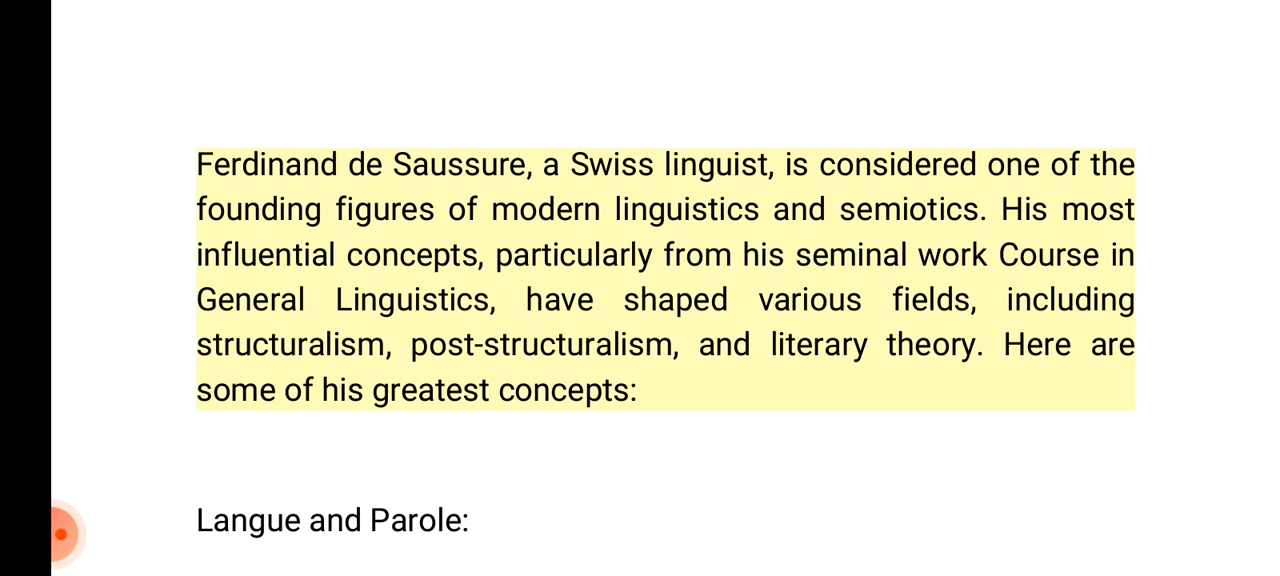 Ferdinand de Saussure, a Swiss linguist, is considered one of the
founding figures of modern linguistics and semiotics. His most
influential concepts, particularly from his seminal work Course in
General Linguistics, have shaped various fields, including
structuralism, post-structuralism, and literary theory. Here are
some of his greatest concepts:
Langue and Parole: